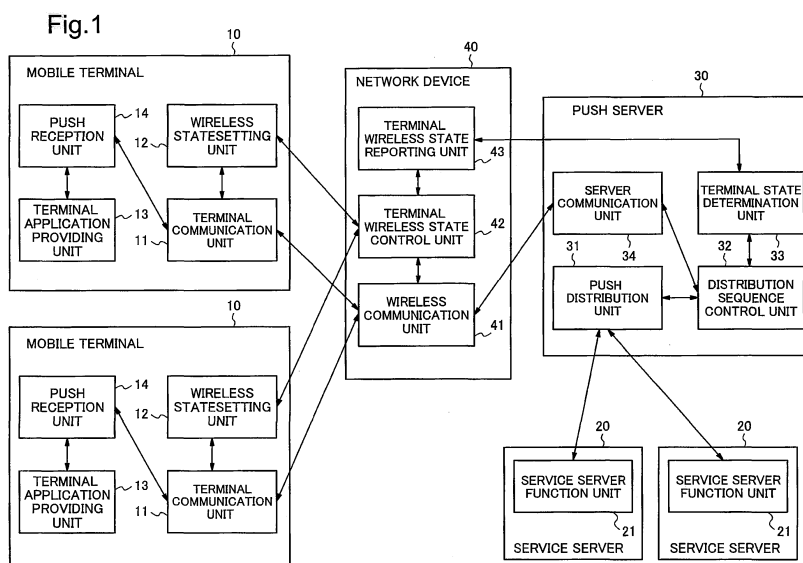 Fig.1
10
MOBILE TERMINAL
PUSH
RECEPTION
UNIT
14
12
WIRELESS
STATESETTING
UNIT
TERMINAL
APPLICATION
PROVIDING
UNIT
13
11
TERMINAL
COMMUNICATION
UNIT
10
MOBILE TERMINAL
PUSH
RECEPTION
UNIT
14
12
WIRELESS
STATESETTING
UNIT
TERMINAL
APPLICATION
PROVIDING
UNIT
13
11
TERMINAL
COMMUNICATION
UNIT
40
NETWORK DEVICE
TERMINAL
WIRELESS STATE
REPORTING UNIT
43
TERMINAL
WIRELESS STATE
CONTROL UNIT
42
WIRELESS
COMMUNICATION
UNIT
41
30
PUSH SERVER
SERVER
COMMUNICATION
UNIT
34
TERMINAL STATE
DETERMINATION
UNIT
33
31
PUSH
DISTRIBUTION
UNIT
32
DISTRIBUTION
SEQUENCE
CONTROL UNIT
20
SERVICE SERVER
FUNCTION UNIT
21
SERVICE SERVER
20
SERVICE SERVER
FUNCTION UNIT
21
SERVICE SERVER